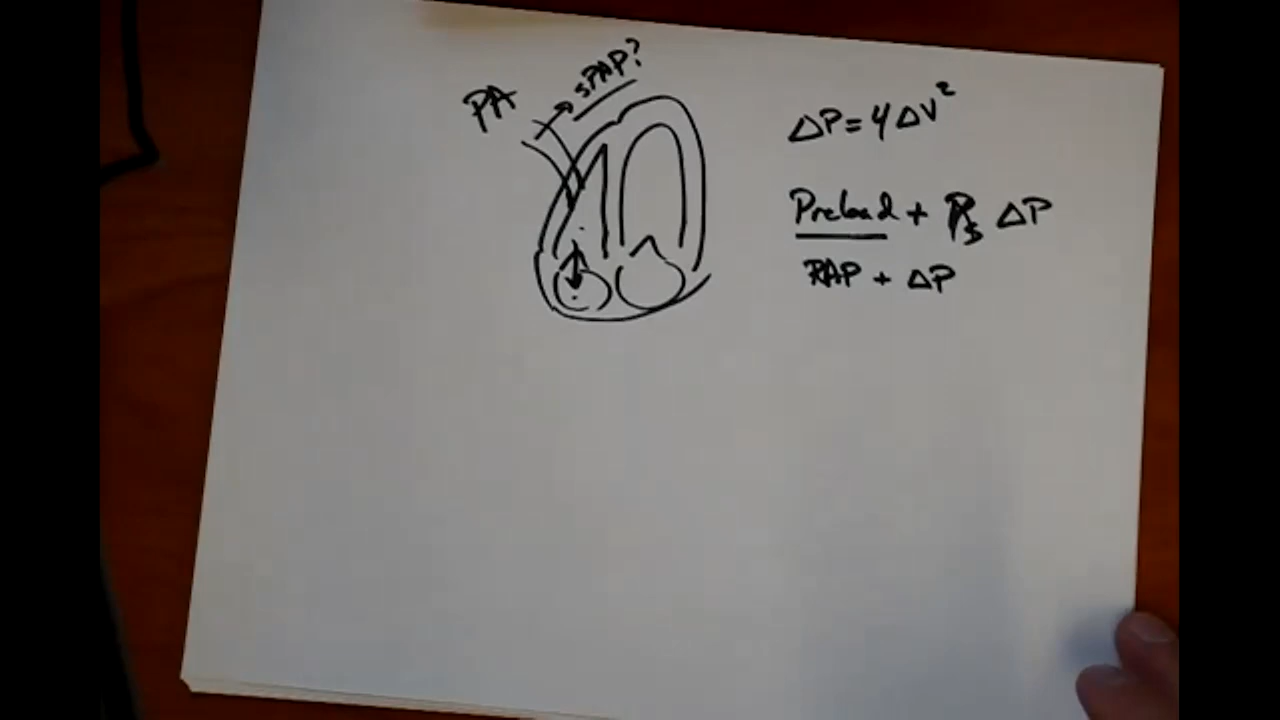 PA
sPAP?
ΔP = 4ΔV²
Preload + ΔP
RAP + ΔP